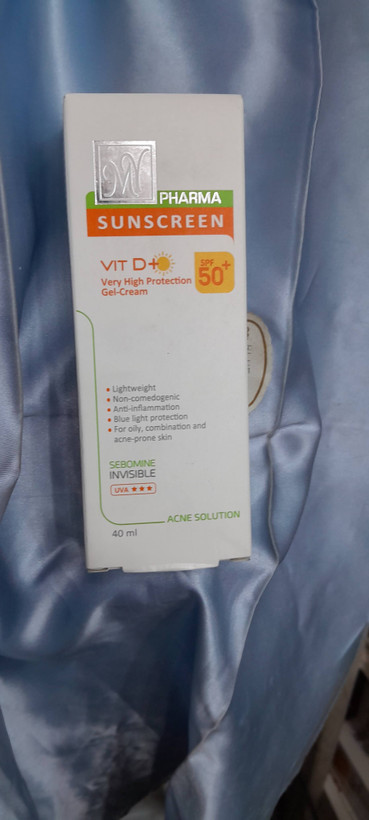 PHARMA
SUNSCREEN
VIT D+
Very High Protection
Gel-Cream
SPF
50+
• Lightweight
• Non-comedogenic
• Anti-inflammation
• Blue light protection
• For oily, combination and
acne-prone skin
SEBOMINE
INVISIBLE
UVA ★★★
ACNE SOLUTION
40 ml